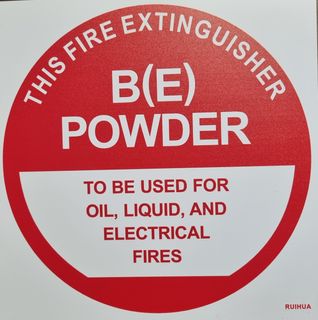 THIS FIRE EXTINGUISHER
B(E)
POWDER
TO BE USED FOR
OIL, LIQUID, AND
ELECTRICAL
FIRES
RUIHUA